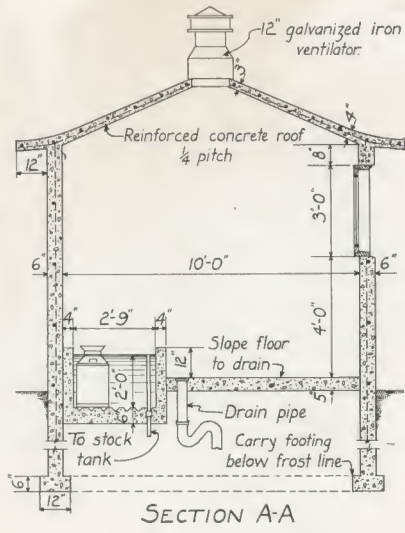 12" galvanized iron
ventilator.
3"
4"
Reinforced concrete roof
¼ pitch
12"
8"
3'-0"
6"
10'-0"
6"
4"
2'-9"
4"
4'-0"
12"
Slope floor
to drain
2'-0"
5"
6"
Drain pipe
To stock
tank
Carry footing
below frost line
6"
12"
SECTION A-A